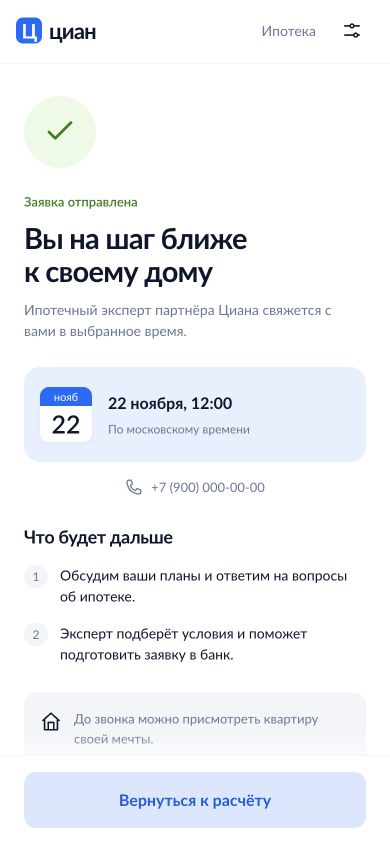 Ц циан
Ипотека
Заявка отправлена
Вы на шаг ближе
к своему дому
Ипотечный эксперт партнёра Циана свяжется с
вами в выбранное время.
нояб
22
22 ноября, 12:00
По московскому времени
+7 (900) 000-00-00
Что будет дальше
1 Обсудим ваши планы и ответим на вопросы
об ипотеке.
2 Эксперт подберёт условия и поможет
подготовить заявку в банк.
До звонка можно присмотреть квартиру
своей мечты.
Вернуться к расчёту